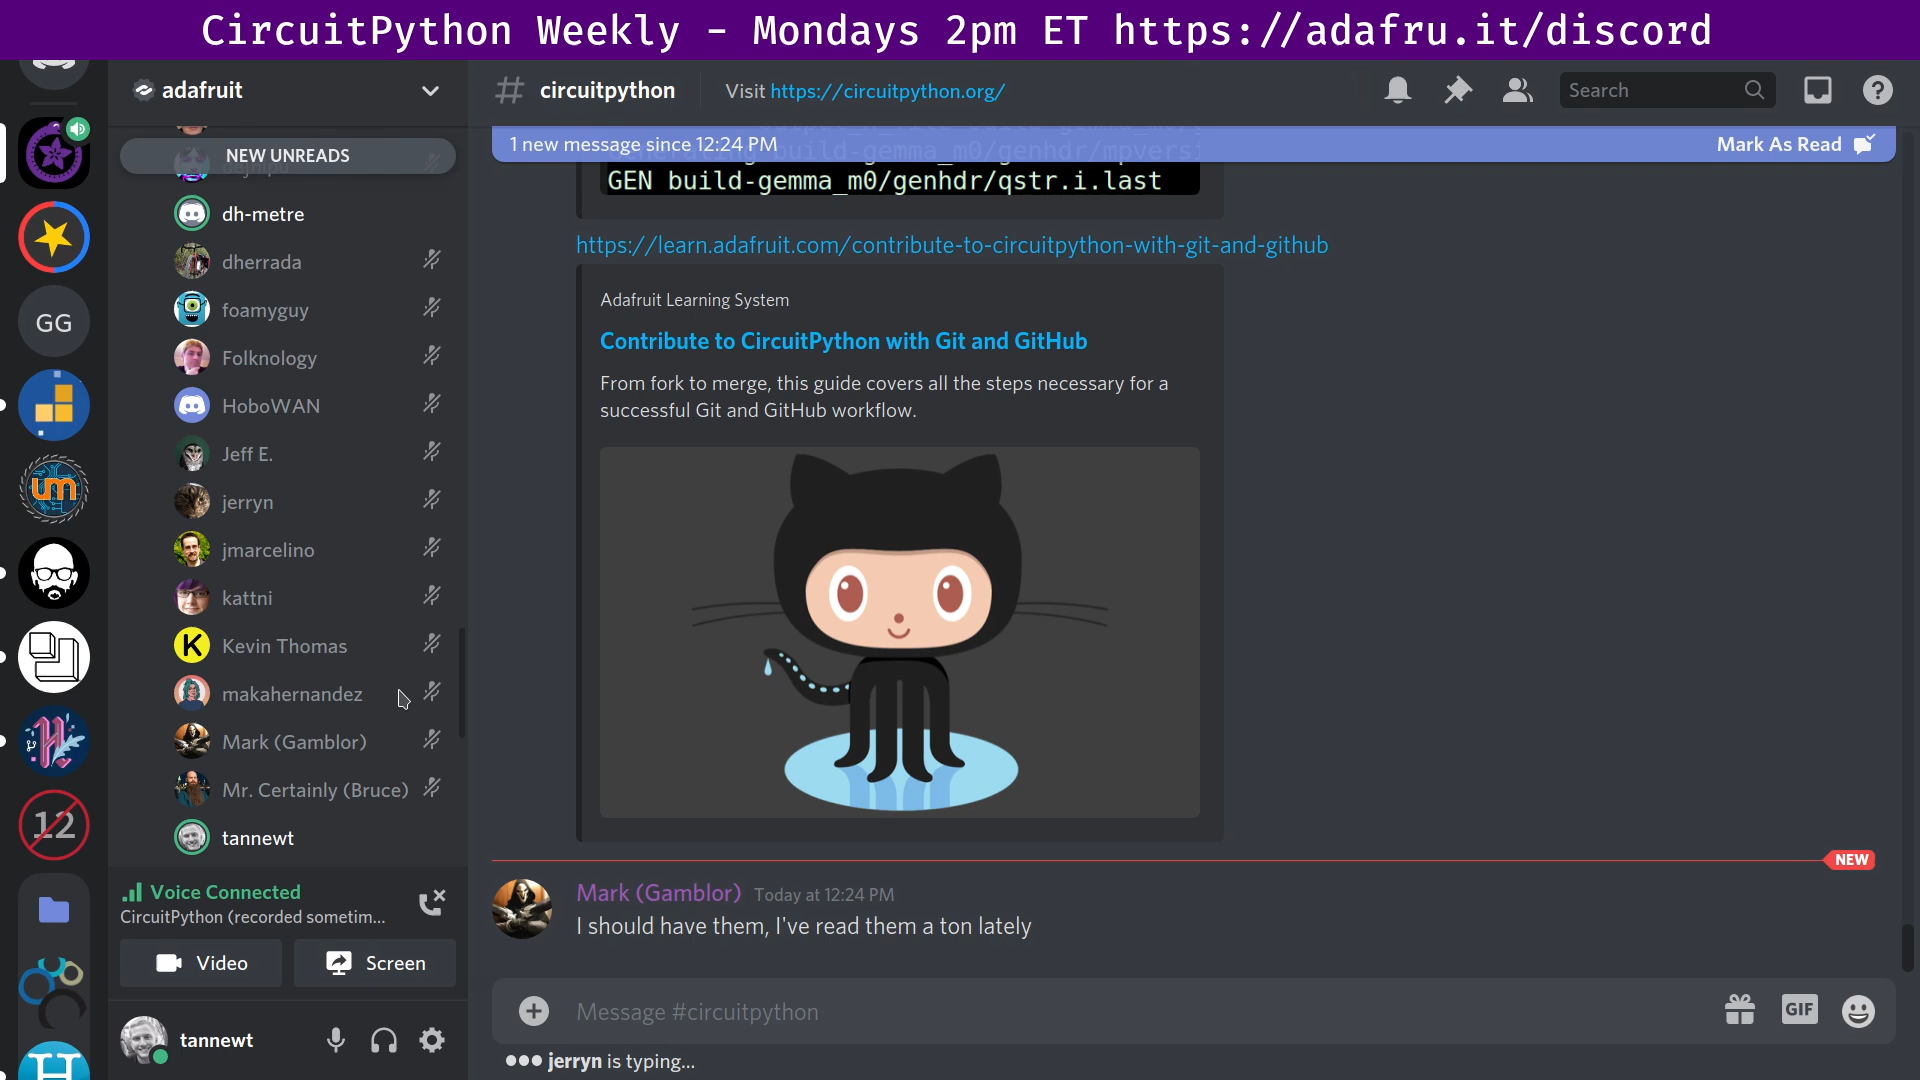 CircuitPython Weekly – Mondays 2pm ET https://adafru.it/discord
adafruit
circuitpython
Visit https://circuitpython.org/
Search
NEW UNREADS
1 new message since 12:24 PM
Mark As Read
GEN build-gemma_m0/genhdr/qstr.i.last
dh-metre
dherrada
foamyguy
Folknology
HoboWAN
Jeff E.
jerryn
jmarcelino
kattni
Kevin Thomas
makahernandez
Mark (Gamblor)
Mr. Certainly (Bruce)
tannewt
GG
um
12
K
https://learn.adafruit.com/contribute-to-circuitpython-with-git-and-github
Adafruit Learning System
Contribute to CircuitPython with Git and GitHub
From fork to merge, this guide covers all the steps necessary for a
successful Git and GitHub workflow.
NEW
Mark (Gamblor) Today at 12:24 PM
I should have them, I've read them a ton lately
Voice Connected
CircuitPython (recorded sometim...
Video
Screen
tannewt
Message #circuitpython
GIF
jerryn is typing...